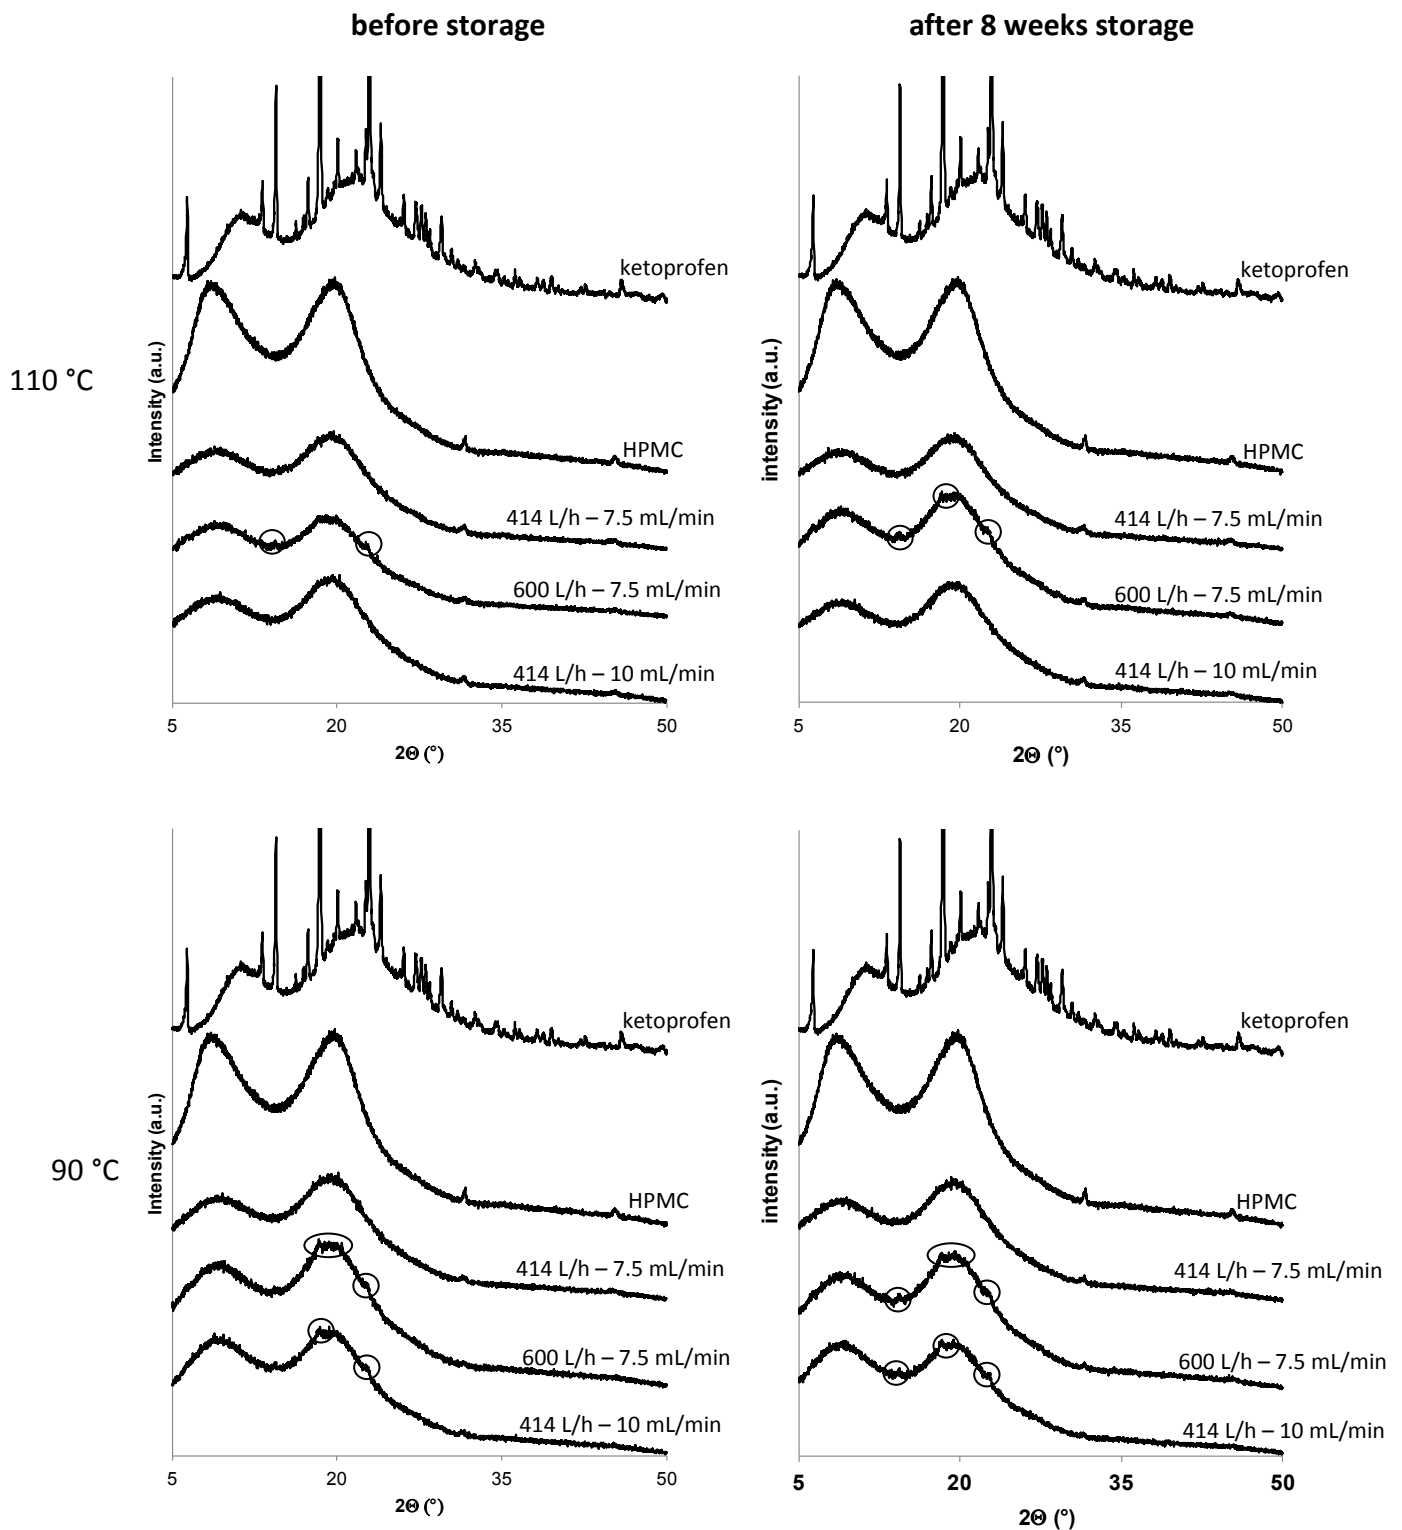 before storage
after 8 weeks storage
110 °C
Intensity (a.u.)
ketoprofen
HPMC
414 L/h – 7.5 mL/min
600 L/h – 7.5 mL/min
414 L/h – 10 mL/min
5 20 35 50
2Θ (°)
intensity (a.u.)
ketoprofen
HPMC
414 L/h – 7.5 mL/min
600 L/h – 7.5 mL/min
414 L/h – 10 mL/min
5 20 35 50
2Θ (°)
90 °C
Intensity (a.u.)
ketoprofen
HPMC
414 L/h – 7.5 mL/min
600 L/h – 7.5 mL/min
414 L/h – 10 mL/min
5 20 35 50
2Θ (°)
intensity (a.u.)
ketoprofen
HPMC
414 L/h – 7.5 mL/min
600 L/h – 7.5 mL/min
414 L/h – 10 mL/min
5 20 35 50
2Θ (°)